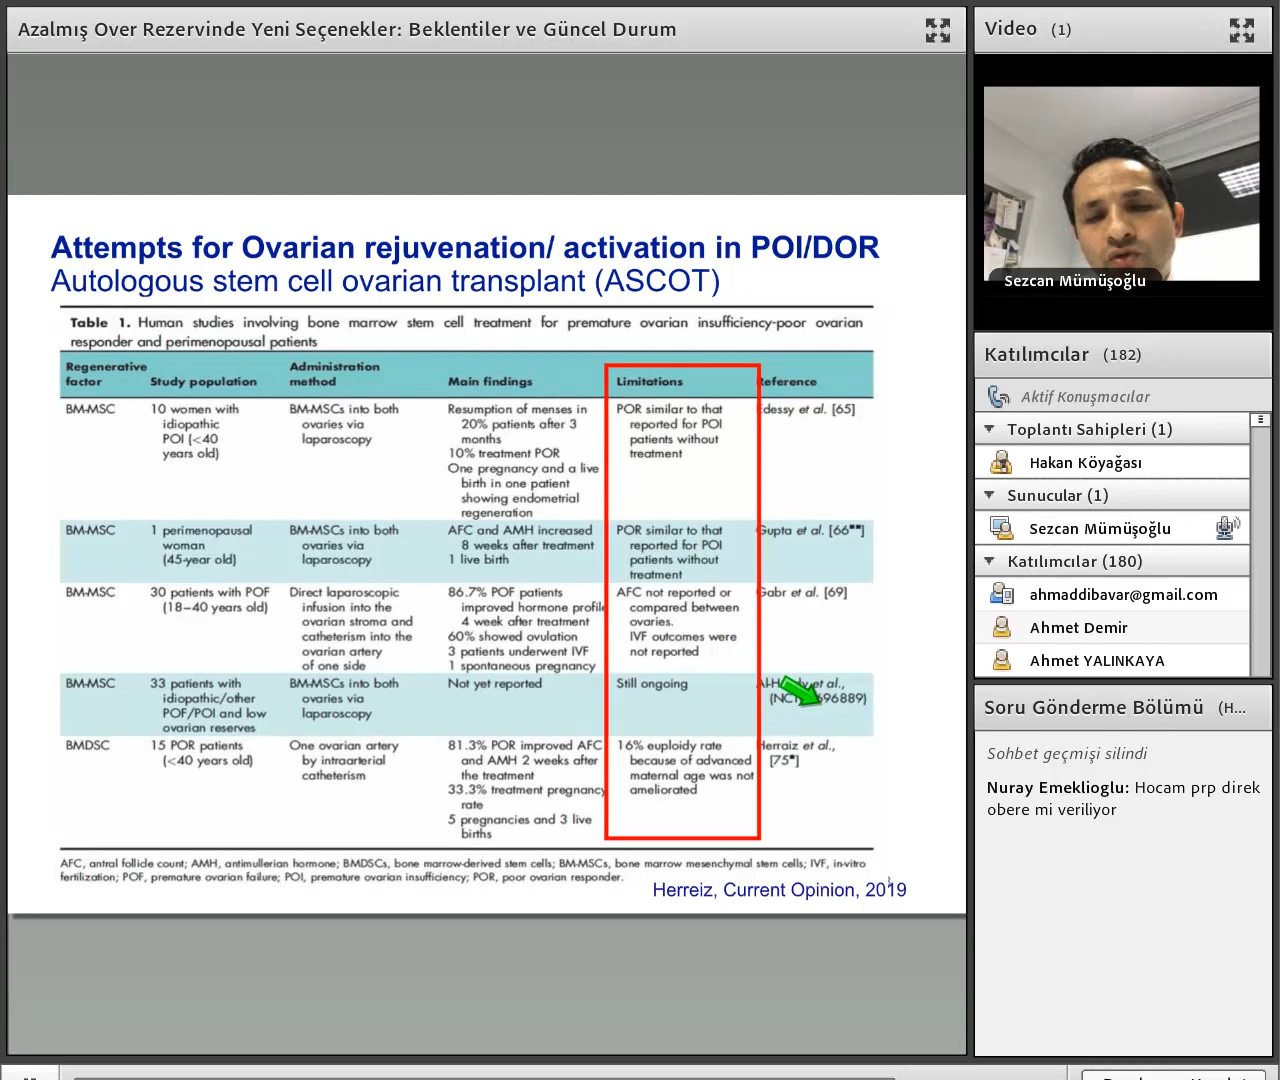 Azalmış Over Rezervinde Yeni Seçenekler: Beklentiler ve Güncel Durum
Attempts for Ovarian rejuvenation/ activation in POI/DOR
Autologous stem cell ovarian transplant (ASCOT)
Table 1. Human studies involving bone marrow stem cell treatment for premature ovarian insufficiency-poor ovarian
responder and perimenopausal patients
Regenerative factor
Study population
Administration method
Main findings
Limitations
Reference
BM-MSC
10 women with
idiopathic
POI (<40
years old)
BM-MSCs into both
ovaries via
laparoscopy
Resumption of menses in
20% patients after 3
months
10% treatment POR
One pregnancy and a live
birth in one patient
showing endometrial
regeneration
POR similar to that
reported for POI
patients without
treatment
Edessy et al. [65]
BM-MSC
1 perimenopausal
woman
(45-year old)
BM-MSCs into both
ovaries via
laparoscopy
AFC and AMH increased
8 weeks after treatment
1 live birth
POR similar to that
reported for POI
patients without
treatment
Gupta et al. [66▪▪]
BM-MSC
30 patients with POF
(18–40 years old)
Direct laparoscopic
infusion into the
ovarian stroma and
catheterism into the
ovarian artery
of one side
86.7% POF patients
improved hormone profile
4 week after treatment
60% showed ovulation
3 patients underwent IVF
1 spontaneous pregnancy
AFC not reported or
compared between
ovaries.
IVF outcomes were
not reported
Gabr et al. [69]
BM-MSC
33 patients with
idiopathic/other
POF/POI and low
ovarian reserves
BM-MSCs into both
ovaries via
laparoscopy
Not yet reported
Still ongoing
et al.,
696889)
BMDSC
15 POR patients
(<40 years old)
One ovarian artery
by intraarterial
catheterism
81.3% POR improved AFC
and AMH 2 weeks after
the treatment
33.3% treatment pregnancy
rate
5 pregnancies and 3 live
births
16% euploidy rate
because of advanced
maternal age was not
ameliorated
Herraiz et al.,
[75▪]
AFC, antral follicle count; AMH, antimullerian hormone; BMDSCs, bone marrow-derived stem cells; BM-MSCs, bone marrow mesenchymal stem cells; IVF, in-vitro
fertilization; POF, premature ovarian failure; POI, premature ovarian insufficiency; POR, poor ovarian responder.
Herreiz, Current Opinion, 2019
Video (1)
Sezcan Mümüşoğlu
Katılımcılar (182)
Aktif Konuşmacılar
Toplantı Sahipleri (1)
Hakan Köyağası
Sunucular (1)
Sezcan Mümüşoğlu
Katılımcılar (180)
ahmaddibavar@gmail.com
Ahmet Demir
Ahmet YALINKAYA
Soru Gönderme Bölümü (H...
Sohbet geçmişi silindi
Nuray Emeklioglu: Hocam prp direk
obere mi veriliyor